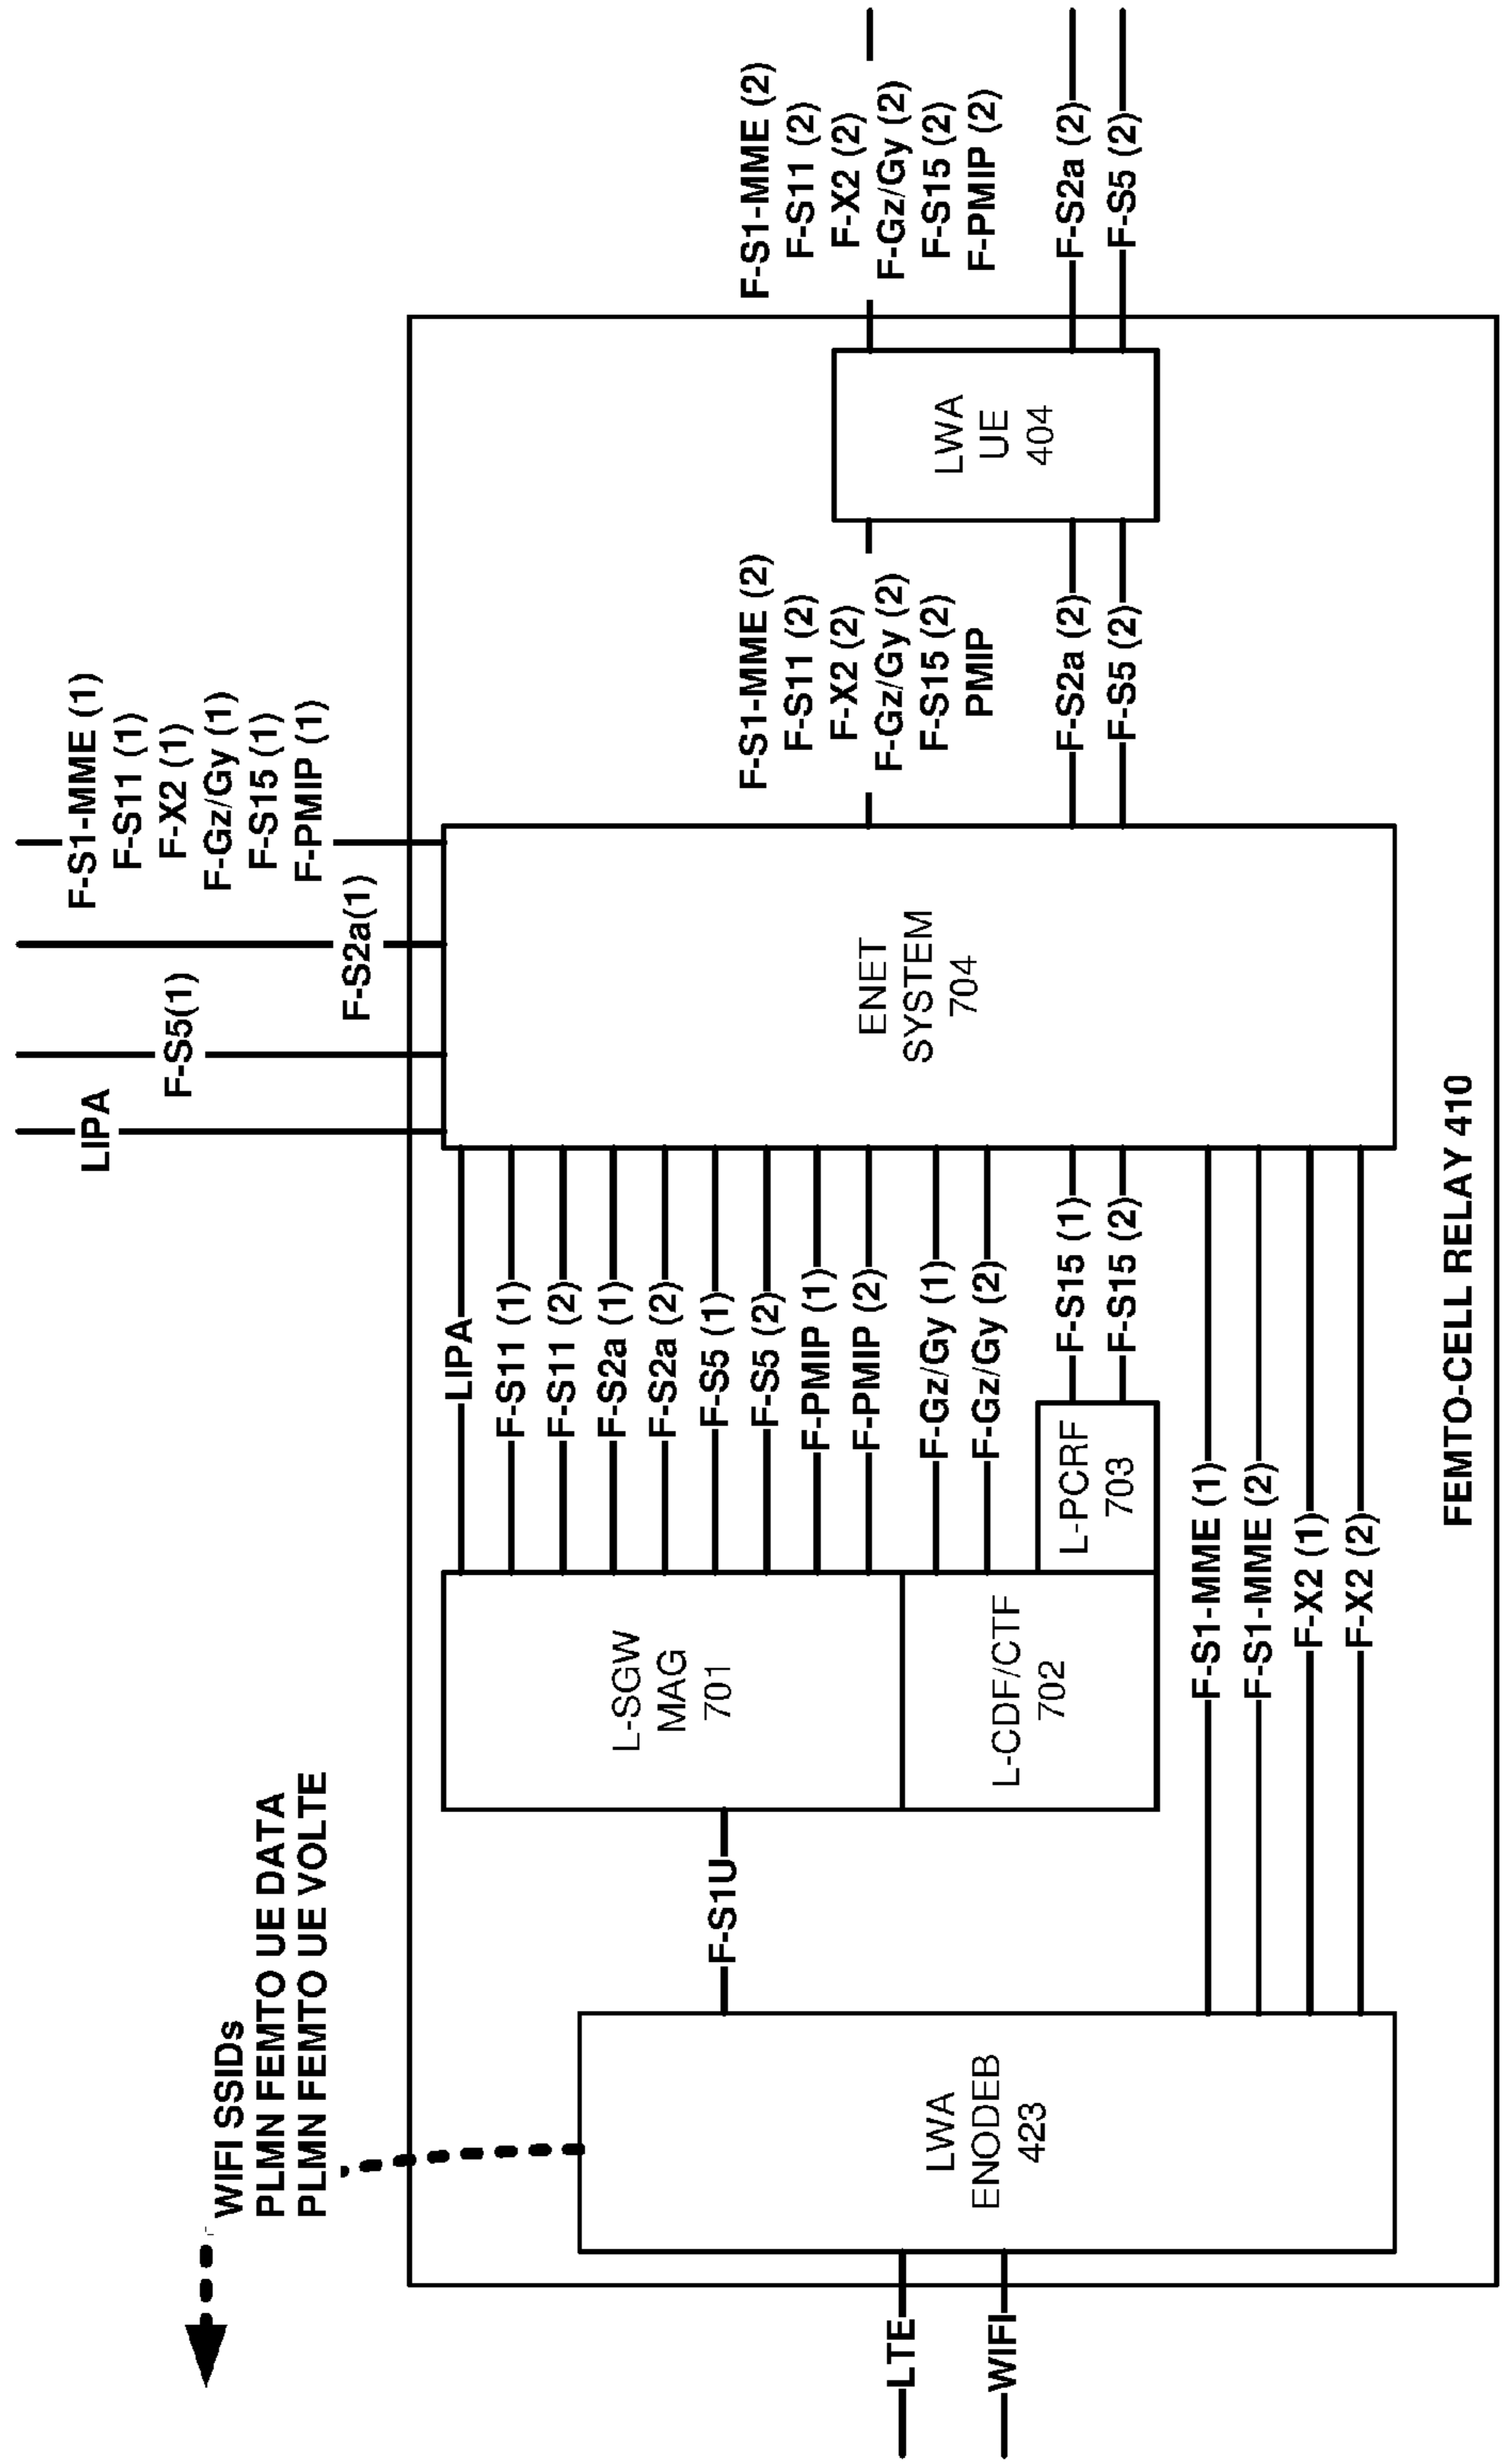 WIFI SSIDs
PLMN FEMTO UE DATA
PLMN FEMTO UE VOLTE
LIPA
F-S5(1)
F-S2a(1)
F-S1-MME (1)
F-S11 (1)
F-X2 (1)
F-Gz/Gy (1)
F-S15 (1)
F-PMIP (1)
LTE
WIFI
LWA
ENODEB
423
F-S1U
L-SGW
MAG
701
L-CDF/CTF
702
L-PCRF
703
LIPA
F-S11 (1)
F-S11 (2)
F-S2a (1)
F-S2a (2)
F-S5 (1)
F-S5 (2)
F-PMIP (1)
F-PMIP (2)
F-Gz/Gy (1)
F-Gz/Gy (2)
F-S15 (1)
F-S15 (2)
F-S1-MME (1)
F-S1-MME (2)
F-X2 (1)
F-X2 (2)
ENET
SYSTEM
704
F-S1-MME (2)
F-S11 (2)
F-X2 (2)
F-Gz/Gy (2)
F-S15 (2)
PMIP
F-S2a (2)
F-S5 (2)
LWA
UE
404
F-S1-MME (2)
F-S11 (2)
F-X2 (2)
F-Gz/Gy (2)
F-S15 (2)
F-PMIP (2)
F-S2a (2)
F-S5 (2)
FEMTO-CELL RELAY 410